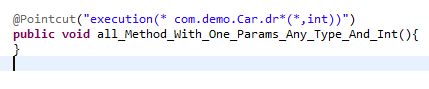 @Pointcut("execution(* com.demo.Car.dr*(*,int))")
public void all_Method_With_One_Params_Any_Type_And_Int(){
}